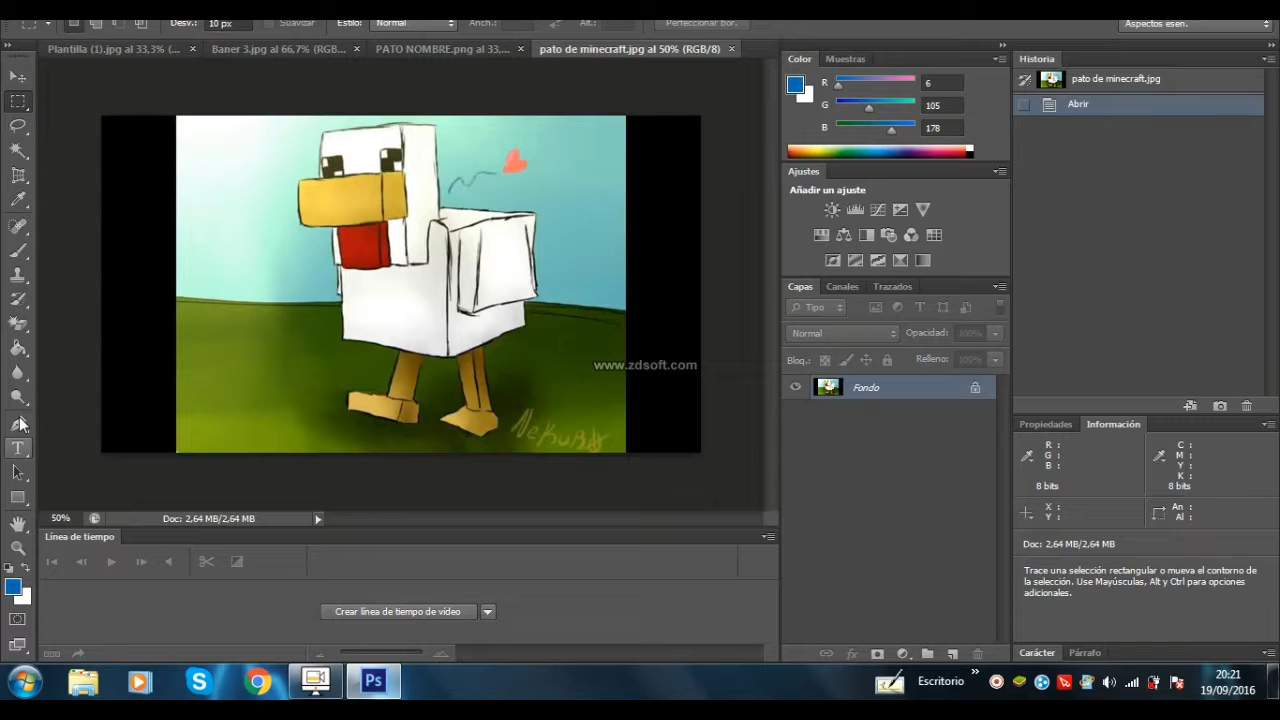 Desv.: 10 px Suavizar Estilo: Normal Anch.: Alt.: Perfeccionar bor... Aspectos esen.
Plantilla (1).jpg al 33,3% (... × Baner 3.jpg al 66,7% (RGB... × PATO NOMBRE.png al 33,... × pato de minecraft.jpg al 50% (RGB/8) ×
Color Muestras
R 6
G 105
B 178
Ajustes
Añadir un ajuste
Capas Canales Trazados
Tipo
Normal Opacidad: 100%
Bloq.: Relleno: 100%
Fondo
Historia
pato de minecraft.jpg
Abrir
Propiedades Información
R : C :
G : M :
B : Y :
K :
8 bits 8 bits
X : An :
Y : Al :
Doc: 2,64 MB/2,64 MB
Trace una selección rectangular o mueva el contorno de
la selección. Use Mayúsculas, Alt y Ctrl para opciones
adicionales.
Carácter Párrafo
www.zdsoft.com
T
50% Doc: 2,64 MB/2,64 MB
Línea de tiempo
Crear línea de tiempo de vídeo
Ps
Escritorio »
20:21
19/09/2016